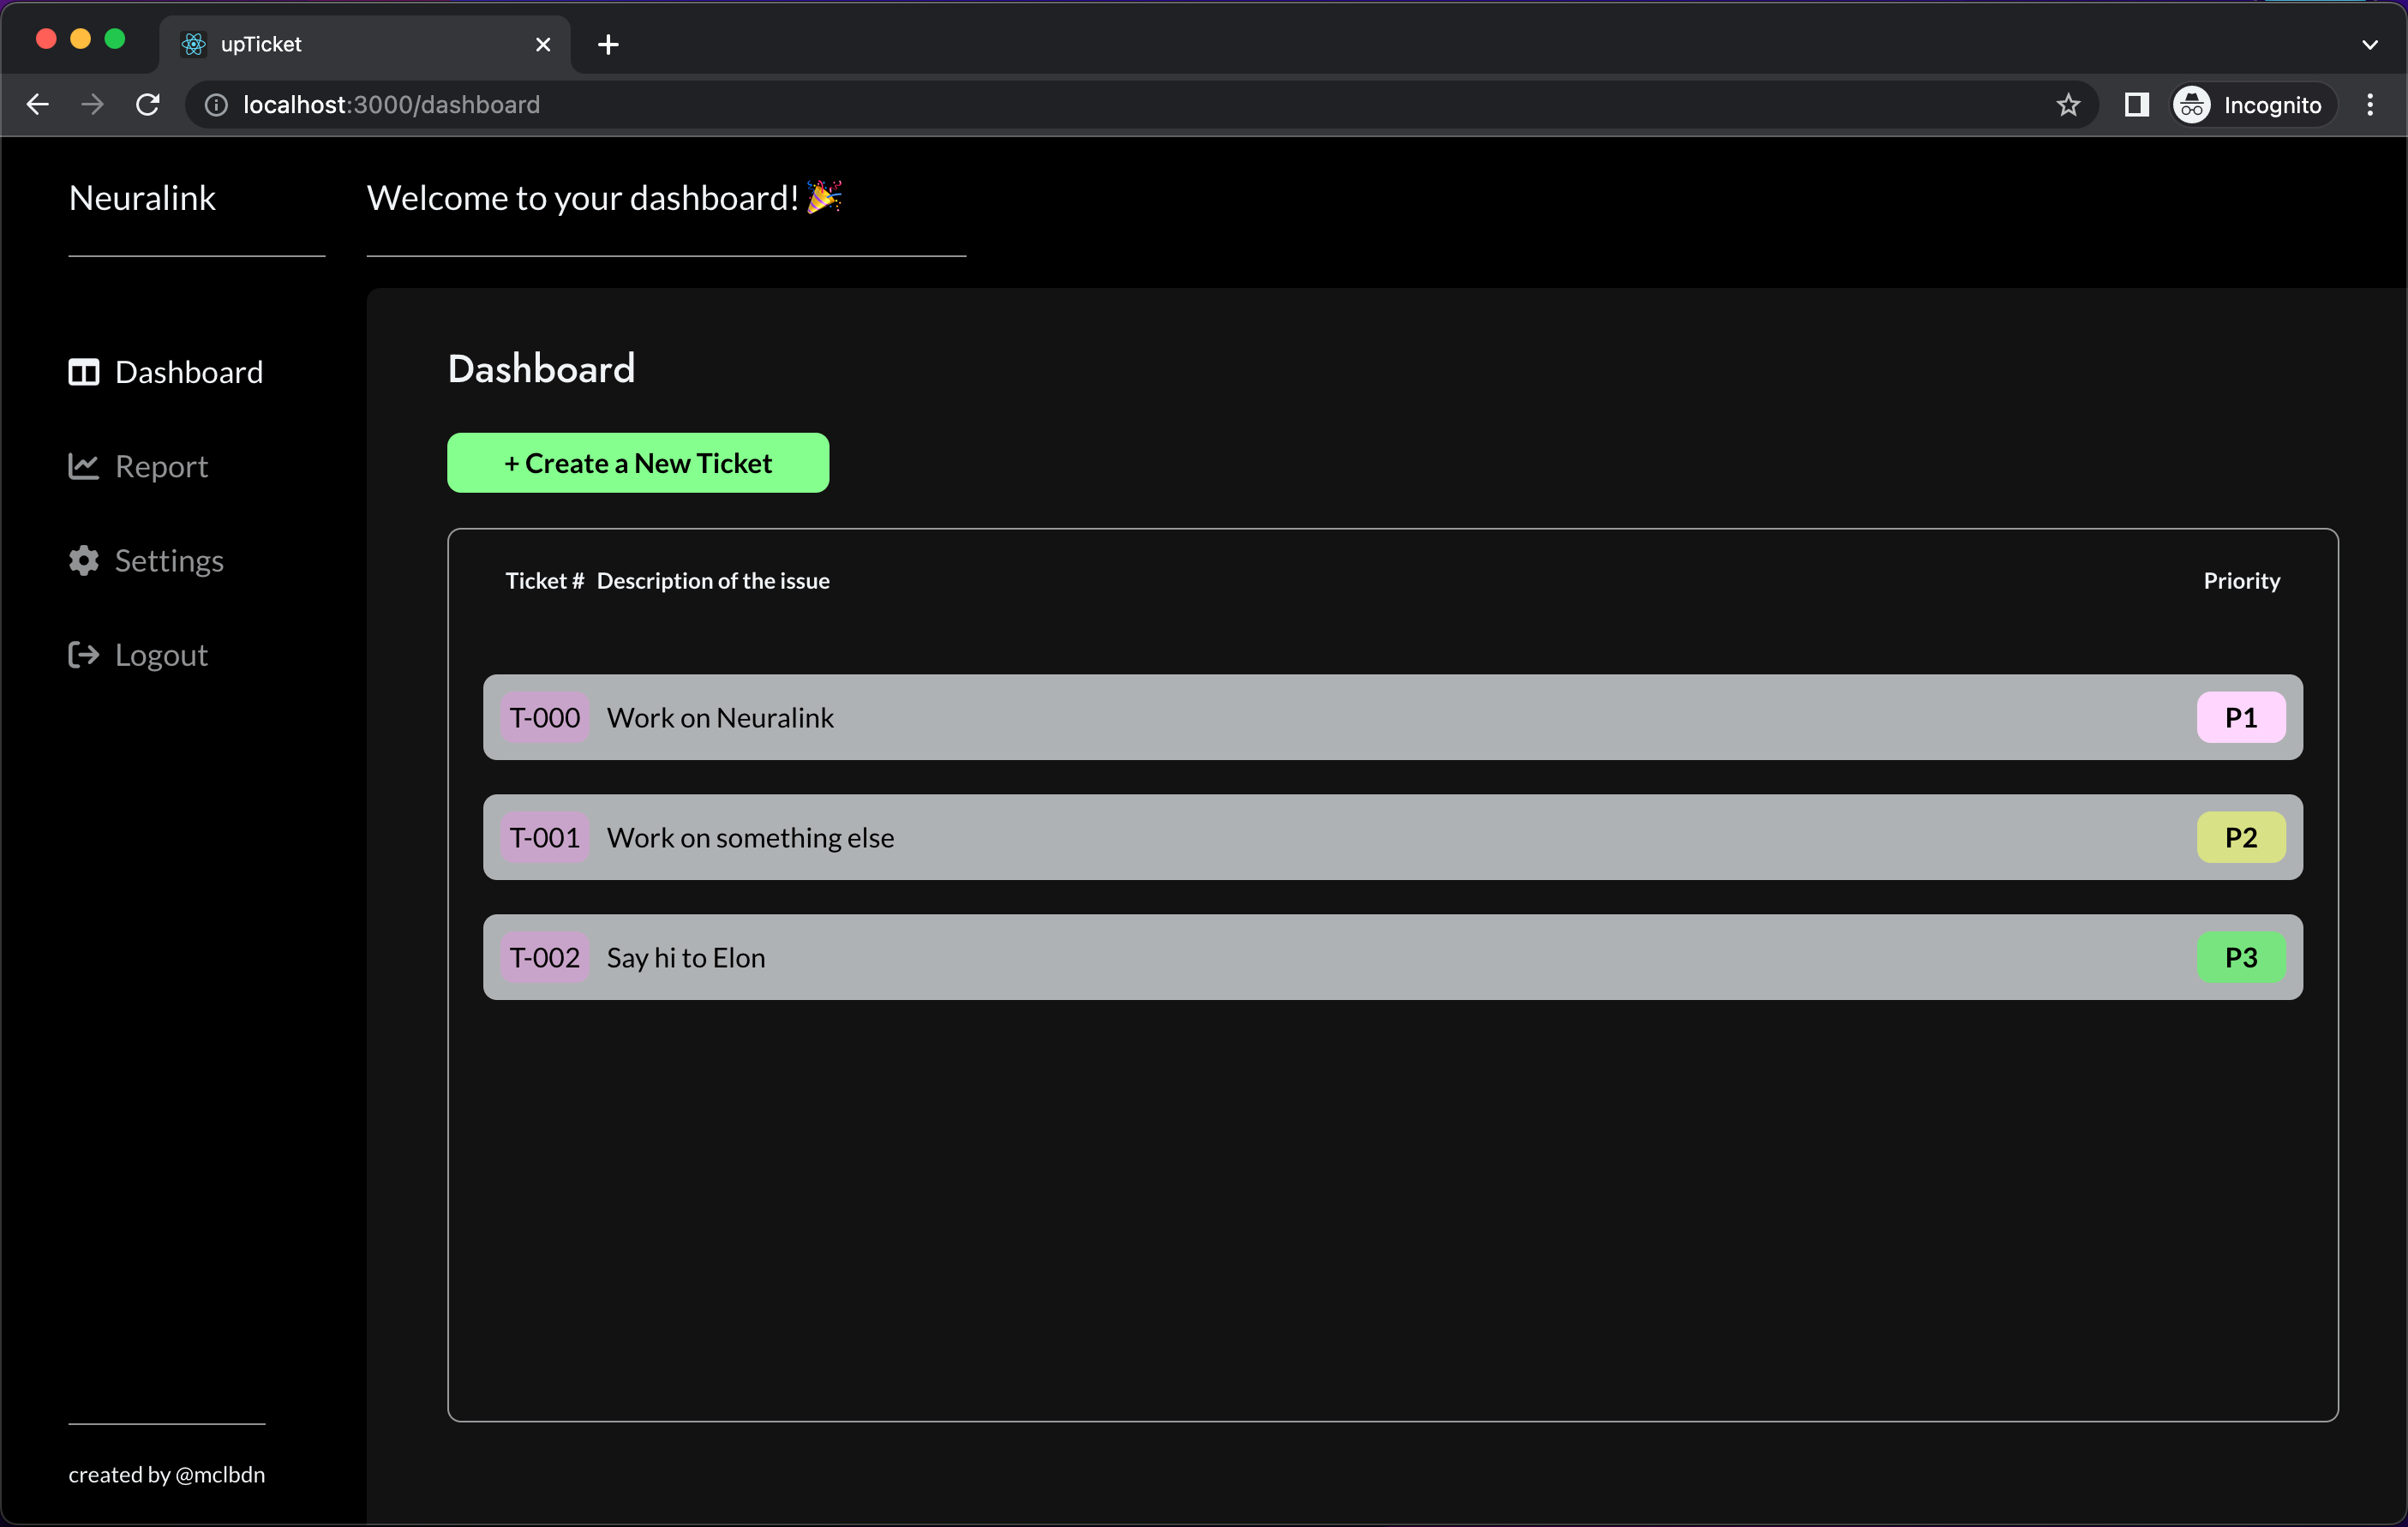 upTicket
localhost:3000/dashboard
Incognito
Neuralink
Welcome to your dashboard! 🎉
Dashboard
Report
Settings
Logout
Dashboard
+ Create a New Ticket
Ticket # Description of the issue Priority
T-000 Work on Neuralink P1
T-001 Work on something else P2
T-002 Say hi to Elon P3
created by @mclbdn